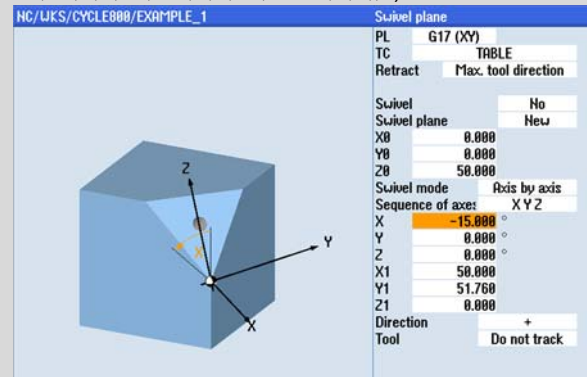 NC/WKS/CYCLE800/EXAMPLE_1
Swivel plane
PL G17 (XY)
TC TABLE
Retract Max. tool direction
Swivel No
Swivel plane New
X0 0.000
Y0 0.000
Z0 50.000
Swivel mode Axis by axis
Sequence of axes X Y Z
X -15.000 °
Y 0.000 °
Z 0.000 °
X1 50.000
Y1 51.760
Z1 0.000
Direction +
Tool Do not track
Z
X
Y
X